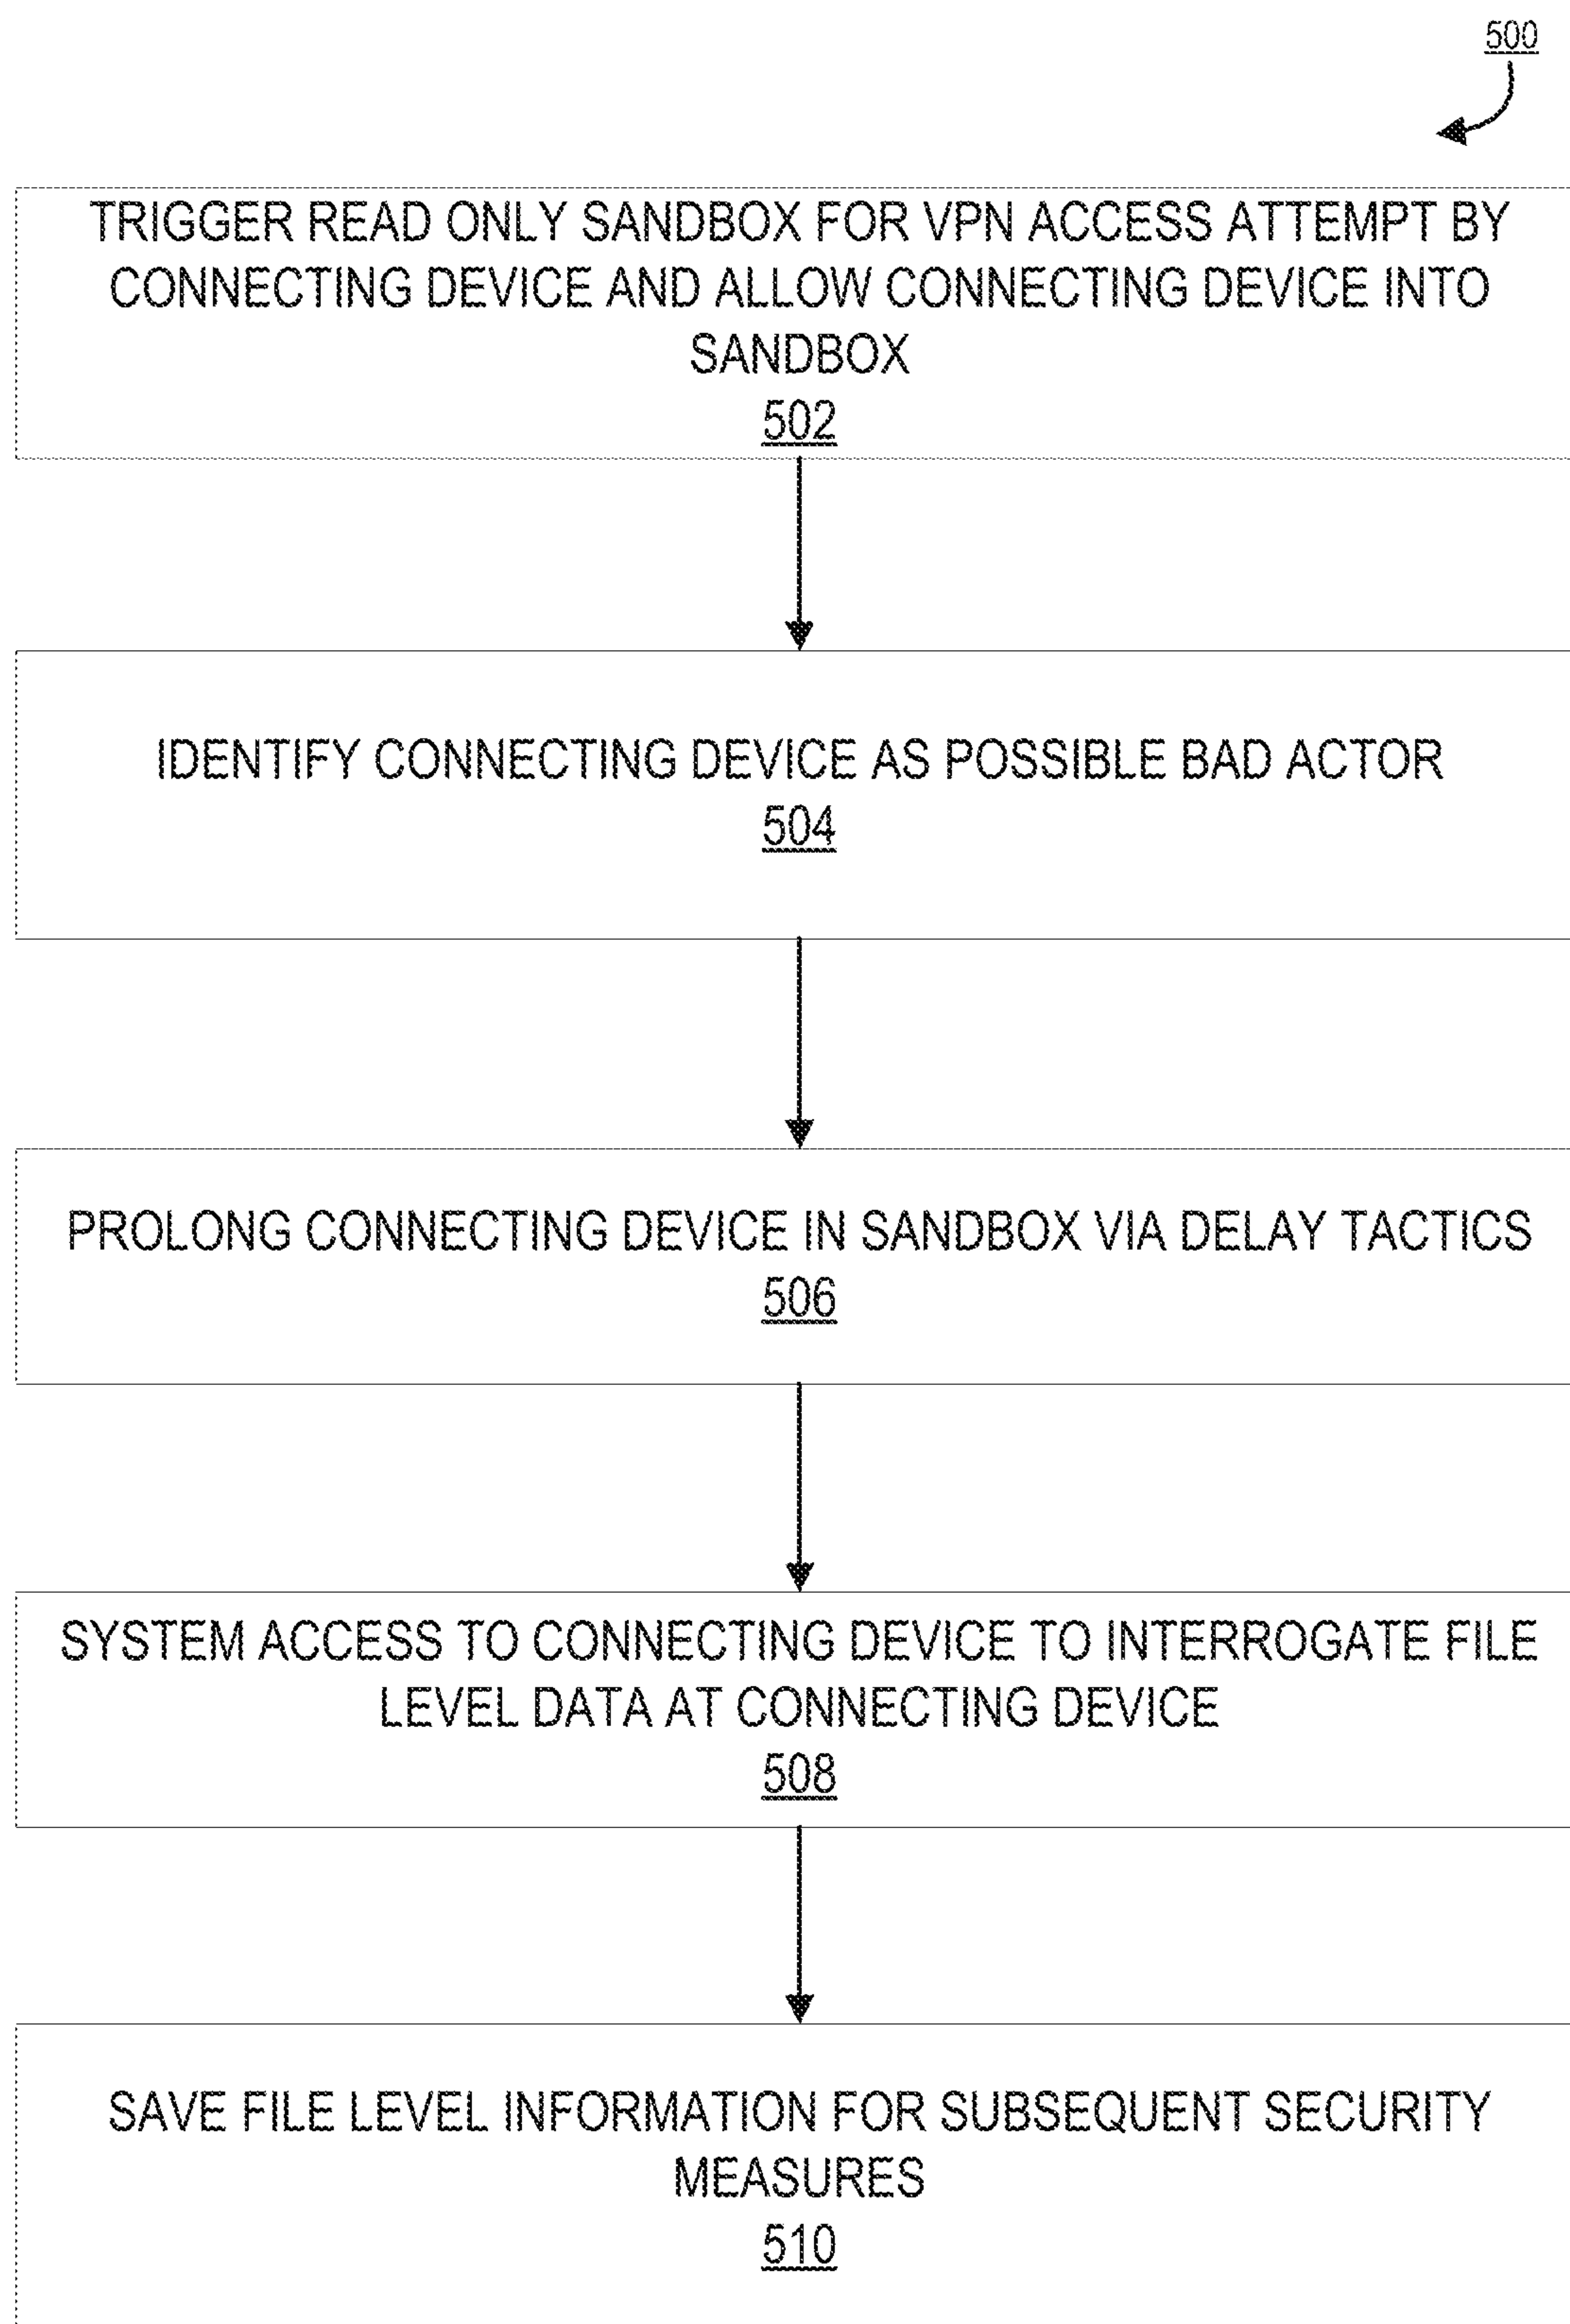 500
TRIGGER READ ONLY SANDBOX FOR VPN ACCESS ATTEMPT BY
CONNECTING DEVICE AND ALLOW CONNECTING DEVICE INTO
SANDBOX
502
IDENTIFY CONNECTING DEVICE AS POSSIBLE BAD ACTOR
504
PROLONG CONNECTING DEVICE IN SANDBOX VIA DELAY TACTICS
506
SYSTEM ACCESS TO CONNECTING DEVICE TO INTERROGATE FILE
LEVEL DATA AT CONNECTING DEVICE
508
SAVE FILE LEVEL INFORMATION FOR SUBSEQUENT SECURITY
MEASURES
510